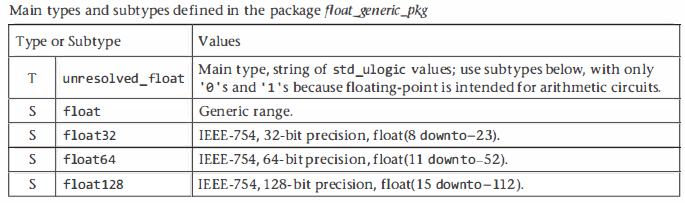 Main types and subtypes defined in the package float_generic_pkg
Type or Subtype Values
T unresolved_float Main type, string of std_ulogic values; use subtypes below, with only
'0's and '1's because floating-point is intended for arithmetic circuits.
S float Generic range.
S float32 IEEE-754, 32-bit precision, float(8 downto–23).
S float64 IEEE-754, 64-bit precision, float(11 downto–52).
S float128 IEEE-754, 128-bit precision, float(15 downto–112).